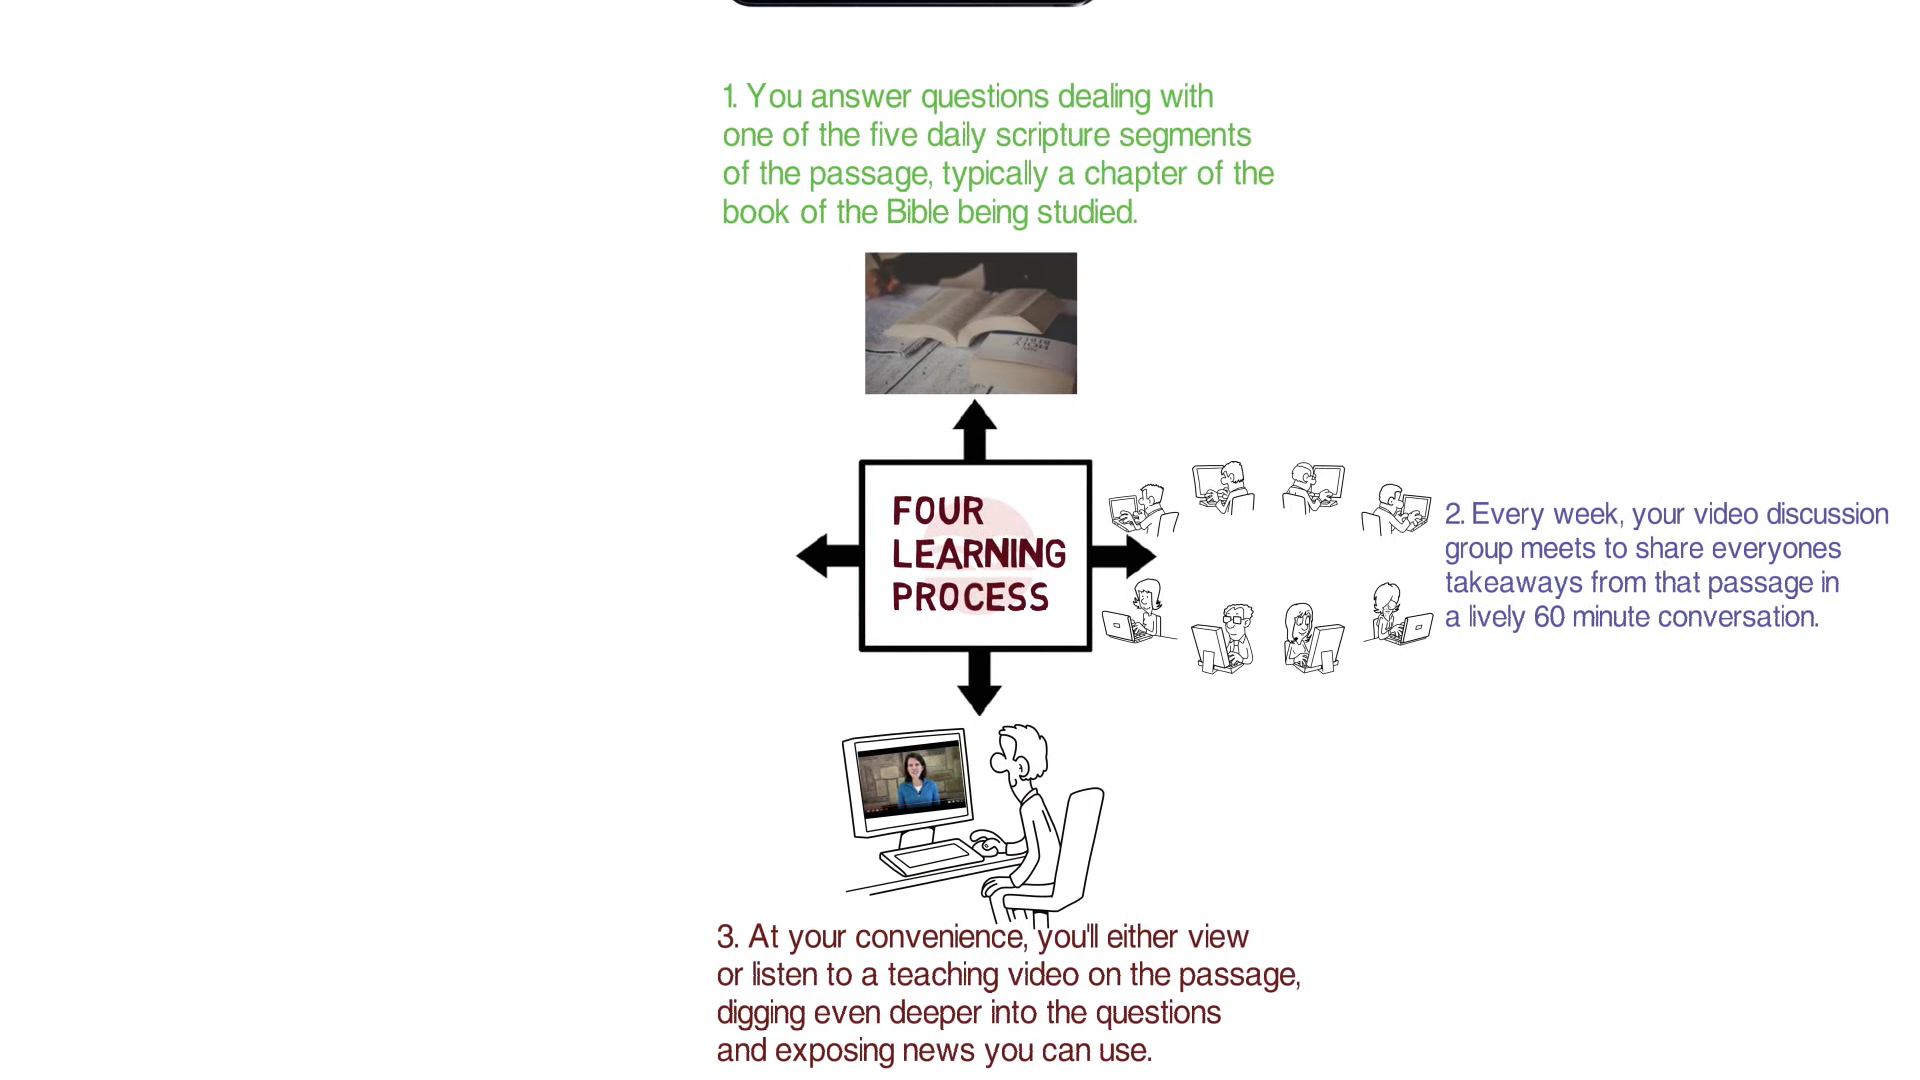 1. You answer questions dealing with
one of the five daily scripture segments
of the passage, typically a chapter of the
book of the Bible being studied.
HOLY
BIBLE
FOUR
LEARNING
PROCESS
2. Every week, your video discussion
group meets to share everyones
takeaways from that passage in
a lively 60 minute conversation.
3. At your convenience, you'll either view
or listen to a teaching video on the passage,
digging even deeper into the questions
and exposing news you can use.